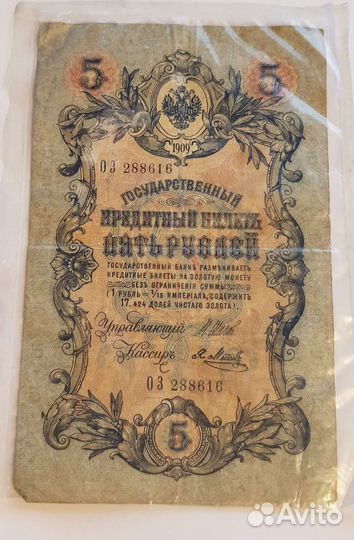 5 5
1909
ОЗ 288616
ГОСУДАРСТВЕННЫЙ
КРЕДИТНЫЙ БИЛЕТЪ
ПЯТЬ РУБЛЕЙ
ГОСУДАРСТВЕННЫЙ БАНКЪ РАЗМѢНИВАЕТЪ
КРЕДИТНЫЕ БИЛЕТЫ НА ЗОЛОТУЮ МОНЕТУ
БЕЗЪ ОГРАНИЧЕНІЯ СУММЫ
(1 РУБЛЬ = 1/15 ИМПЕРІАЛА, СОДЕРЖИТЪ
17,424 ДОЛЕЙ ЧИСТАГО ЗОЛОТА).
Управляющій
Кассиръ
ОЗ 288616
5
Avito